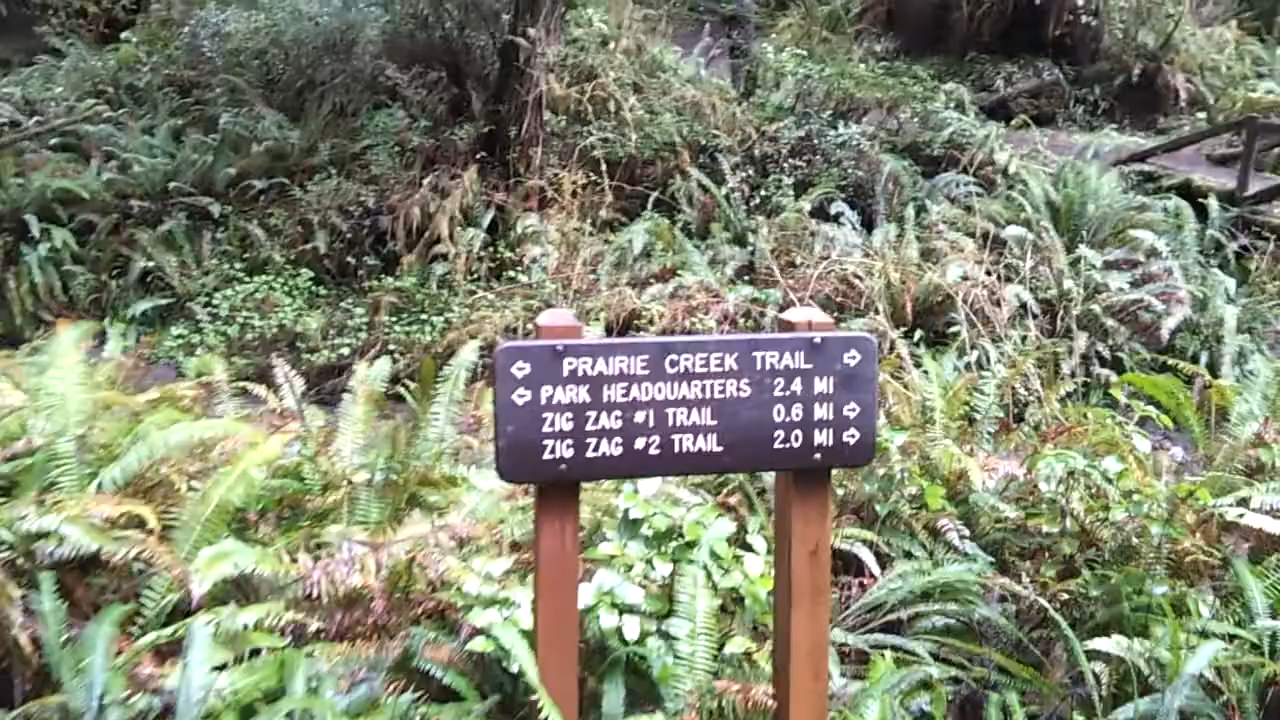 ⇦ PRAIRIE CREEK TRAIL ⇨
⇦ PARK HEADQUARTERS 2.4 MI
ZIG ZAG #1 TRAIL 0.6 MI ⇨
ZIG ZAG #2 TRAIL 2.0 MI ⇨